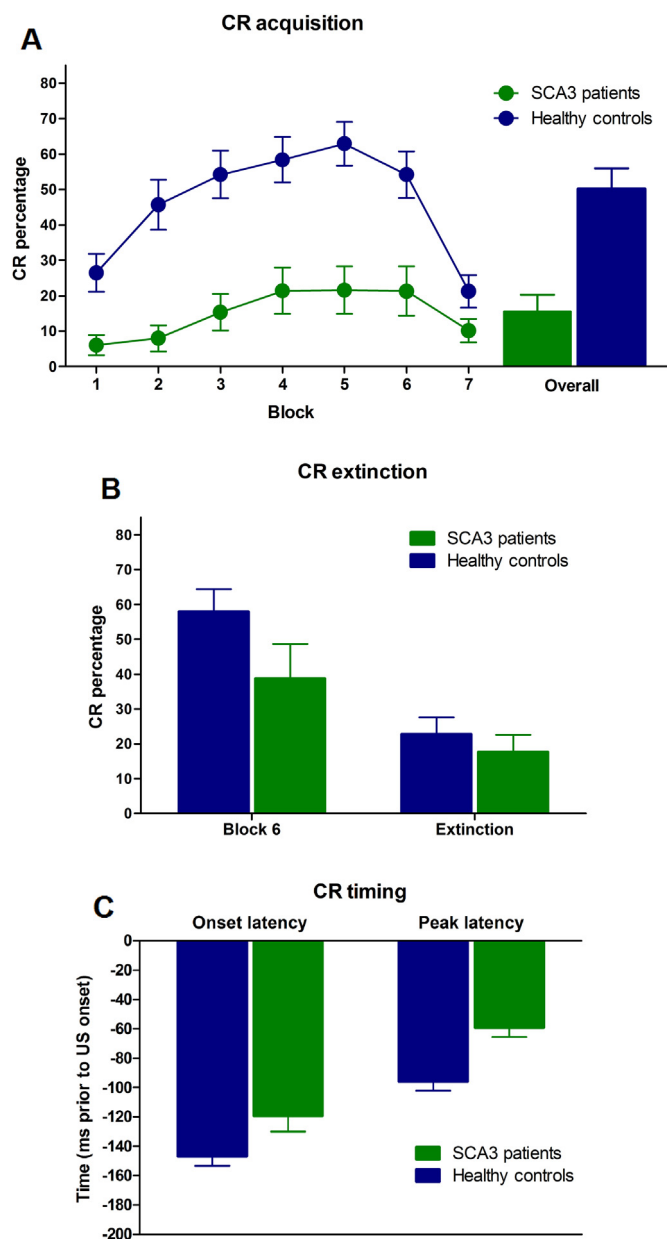 A
CR acquisition
80
70
60
50
40
30
20
10
0
CR percentage
SCA3 patients
Healthy controls
1 2 3 4 5 6 7 Overall
Block
B
CR extinction
80
70
60
50
40
30
20
10
0
CR percentage
SCA3 patients
Healthy controls
Block 6 Extinction
C
CR timing
Onset latency Peak latency
0
-20
-40
-60
-80
-100
-120
-140
-160
-180
-200
Time (ms prior to US onset)
SCA3 patients
Healthy controls